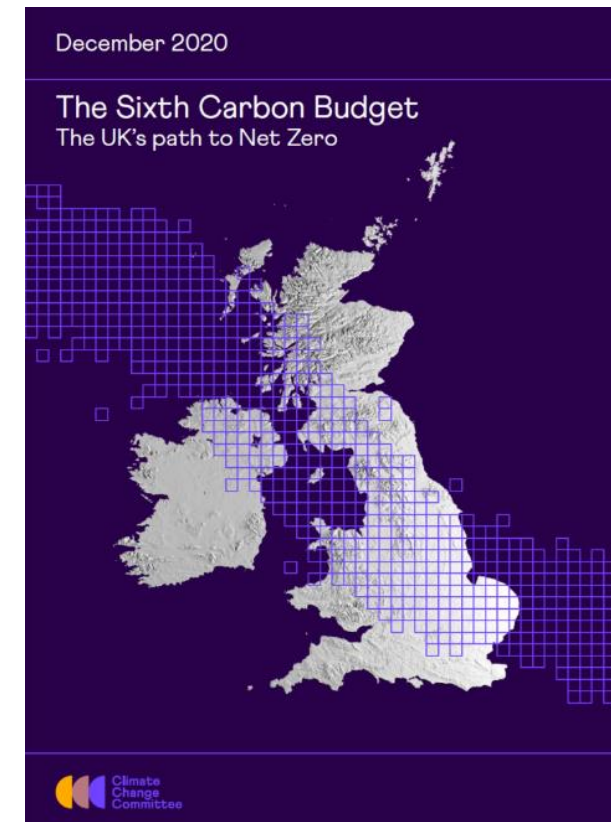 December 2020
The Sixth Carbon Budget
The UK's path to Net Zero
Climate
Change
Committee